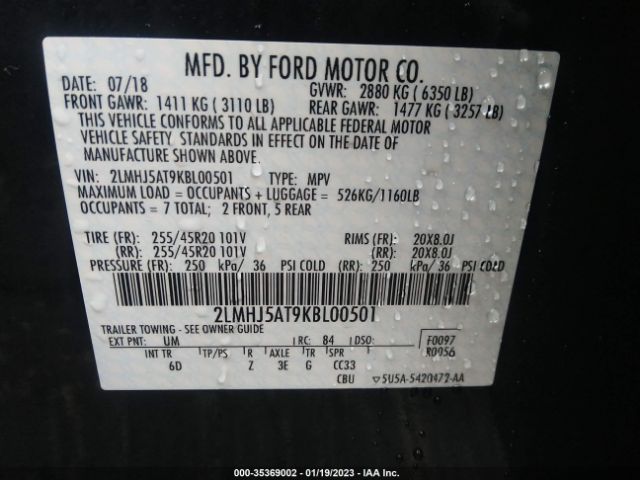 MFD. BY FORD MOTOR CO.
DATE: 07/18 GVWR: 2880 KG ( 6350 LB)
FRONT GAWR: 1411 KG ( 3110 LB) REAR GAWR: 1477 KG ( 3257 LB)
THIS VEHICLE CONFORMS TO ALL APPLICABLE FEDERAL MOTOR
VEHICLE SAFETY, STANDARDS IN EFFECT ON THE DATE OF
MANUFACTURE SHOWN ABOVE.
VIN: 2LMHJ5AT9KBL00501 TYPE: MPV
MAXIMUM LOAD = OCCUPANTS + LUGGAGE = 526KG/1160LB
OCCUPANTS = 7 TOTAL; 2 FRONT, 5 REAR
TIRE (FR): 255/45R20 101V RIMS (FR): 20X8.0J
(RR): 255/45R20 101V (RR): 20X8.0J
PRESSURE (FR): 250 kPa/ 36 PSI COLD (RR): 250 kPa/ 36 PSI COLD
2LMHJ5AT9KBL00501
TRAILER TOWING - SEE OWNER GUIDE
EXT PNT: UM RC: 84 DSO: F0097
R0056
INT TR TP/PS R AXLE TR SPR
6D Z 3E G CC33
CBU ▽5U5A-5420472-AA
000-35369002 - 01/19/2023 - IAA Inc.